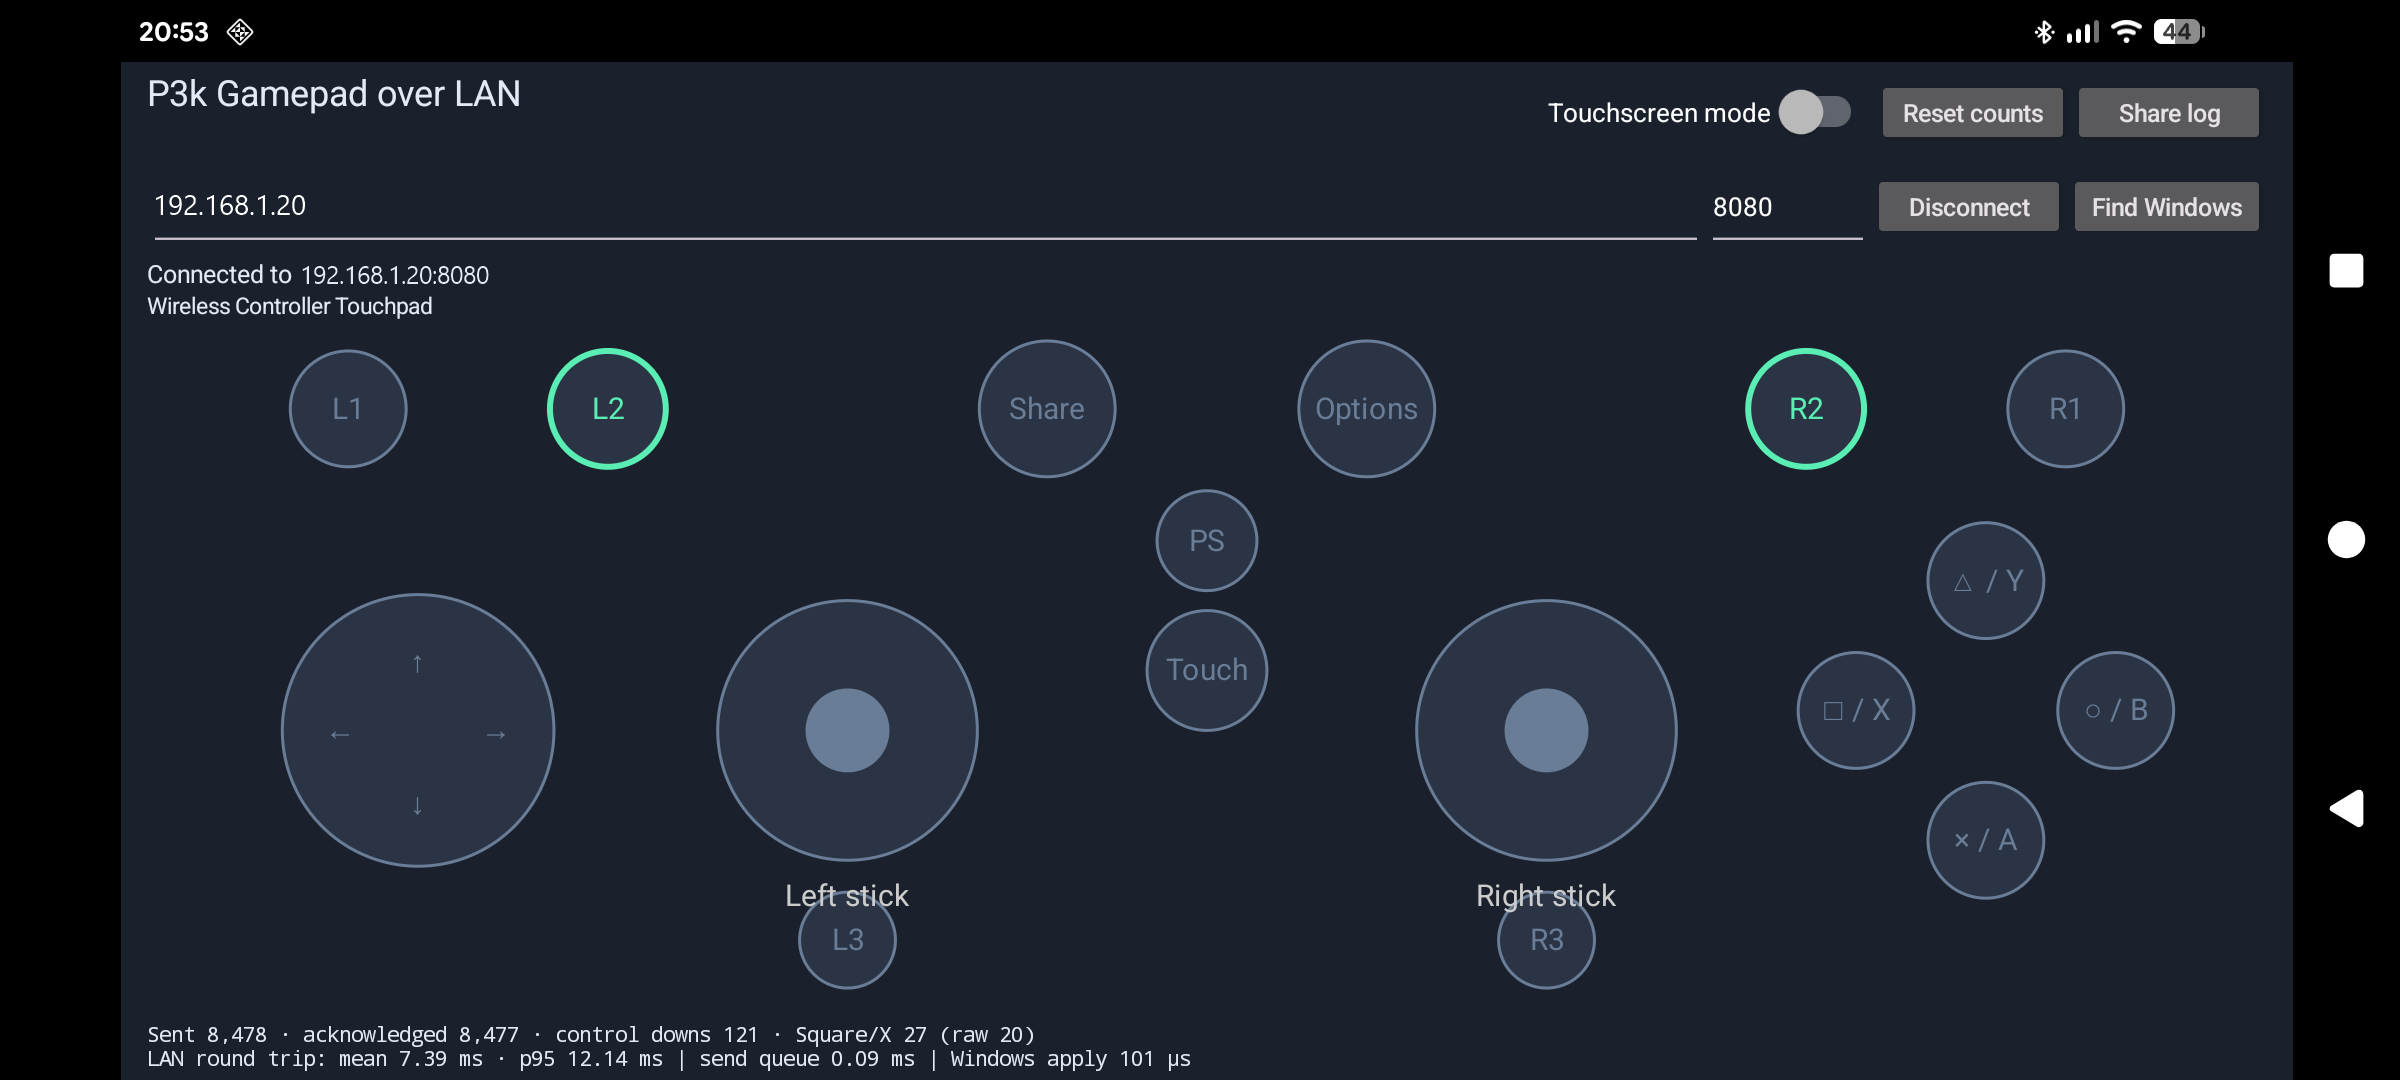 20:53
44
P3k Gamepad over LAN
Touchscreen mode
Reset counts
Share log
192.168.1.20
8080
Disconnect
Find Windows
Connected to 192.168.1.20:8080
Wireless Controller Touchpad
L1
L2
Share
Options
R2
R1
PS
△ / Y
↑
Touch
□ / X
○ / B
← →
↓
× / A
Left stick
Right stick
L3
R3
Sent 8,478 · acknowledged 8,477 · control downs 121 · Square/X 27 (raw 20)
LAN round trip: mean 7.39 ms · p95 12.14 ms | send queue 0.09 ms | Windows apply 101 µs